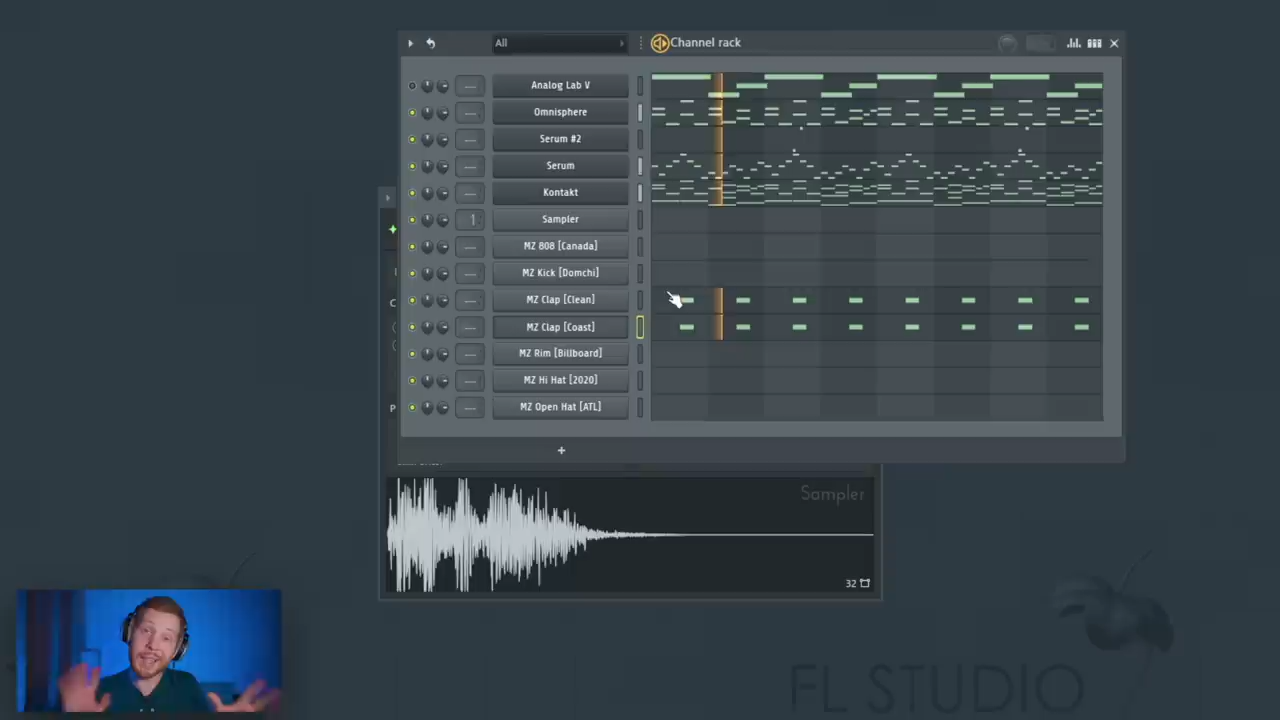 All
Channel rack
Analog Lab V
Omnisphere
Serum #2
Serum
Kontakt
1
Sampler
MZ 808 [Canada]
MZ Kick [Domchi]
MZ Clap [Clean]
MZ Clap [Coast]
MZ Rim [Billboard]
MZ Hi Hat [2020]
MZ Open Hat [ATL]
+
Sampler
32
FL STUDIO